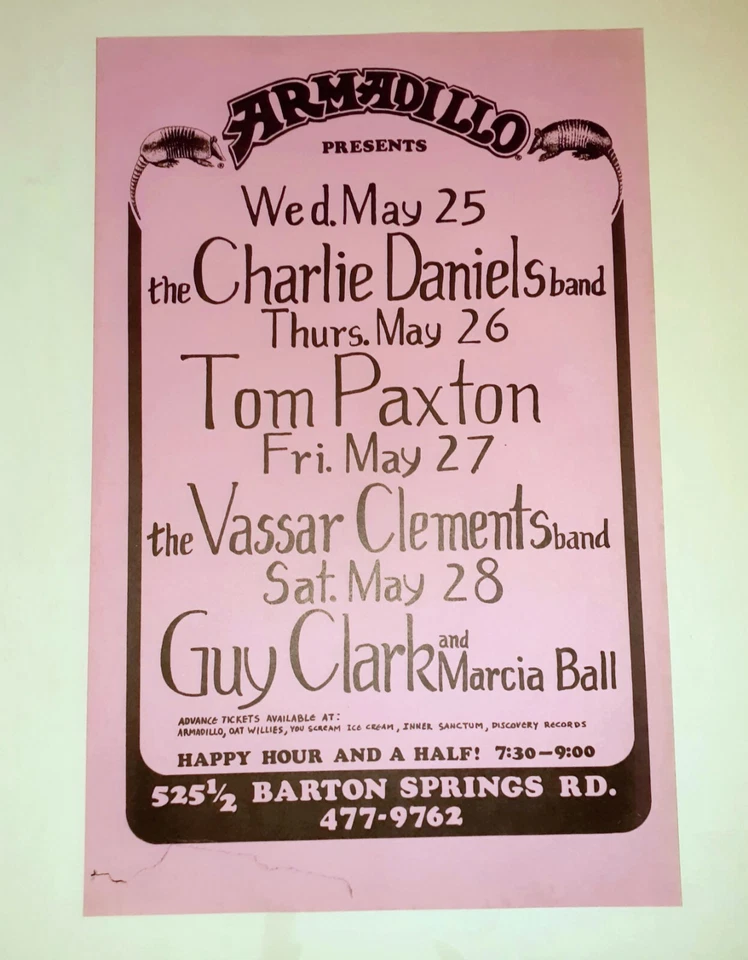 ARMADILLO
PRESENTS
Wed. May 25
the Charlie Daniels band
Thurs. May 26
Tom Paxton
Fri. May 27
the Vassar Clements band
Sat. May 28
Guy Clark and Marcia Ball
ADVANCE TICKETS AVAILABLE AT:
ARMADILLO, OAT WILLIES, YOU SCREAM ICE CREAM, INNER SANCTUM, DISCOVERY RECORDS
HAPPY HOUR AND A HALF! 7:30-9:00
525½ BARTON SPRINGS RD.
477-9762